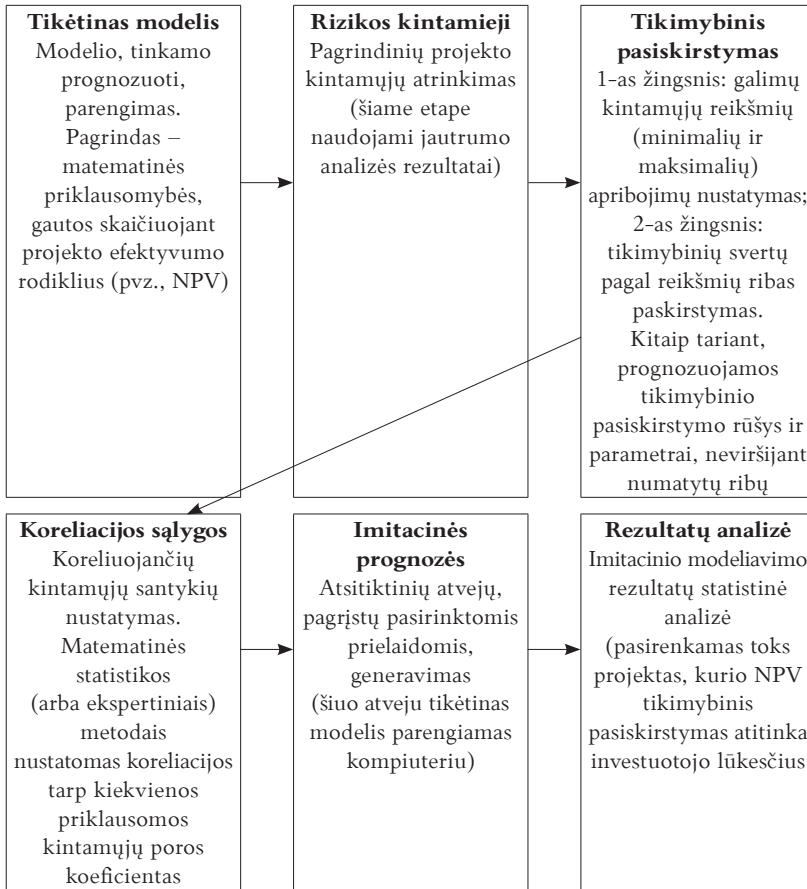 Tikėtinas modelis
Modelio, tinkamo
prognozuoti,
parengimas.
Pagrindas –
matematinės
priklausomybės,
gautos skaičiuojant
projekto efektyvumo
rodiklius (pvz., NPV)
Rizikos kintamieji
Pagrindinių projekto
kintamųjų atrinkimas
(šiame etape
naudojami jautrumo
analizės rezultatai)
Tikimybinis
pasiskirstymas
1-as žingsnis: galimų
kintamųjų reikšmių
(minimalių ir
maksimalių)
apribojimų nustatymas;
2-as žingsnis:
tikimybinių svertų
pagal reikšmių ribas
paskirstymas.
Kitaip tariant,
prognozuojamos
tikimybinio
pasiskirstymo rūšys ir
parametrai, neviršijant
numatytų ribų
Koreliacijos sąlygos
Koreliuojančių
kintamųjų santykių
nustatymas.
Matematinės
statistikos
(arba ekspertiniais)
metodais
nustatomas koreliacijos
tarp kiekvienos
priklausomos
kintamųjų poros
koeficientas
Imitacinės
prognozės
Atsitiktinių atvejų,
pagrįstų pasirinktomis
prielaidomis,
generavimas
(šiuo atveju tikėtinas
modelis parengiamas
kompiuteriu)
Rezultatų analizė
Imitacinio modeliavimo
rezultatų statistinė
analizė
(pasirenkamas toks
projektas, kurio NPV
tikimybinis
pasiskirstymas atitinka
investuotojo lūkesčius